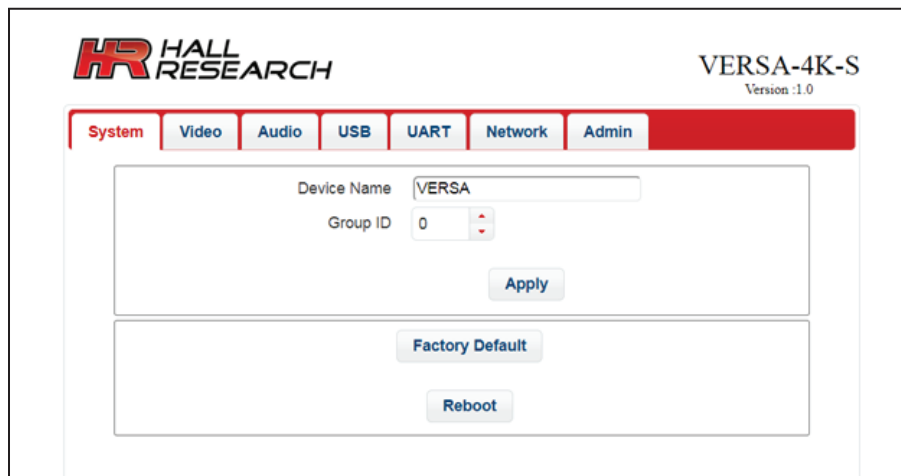 HR HALL
RESEARCH
VERSA-4K-S
Version :1.0
System Video Audio USB UART Network Admin
Device Name VERSA
Group ID 0
Apply
Factory Default
Reboot